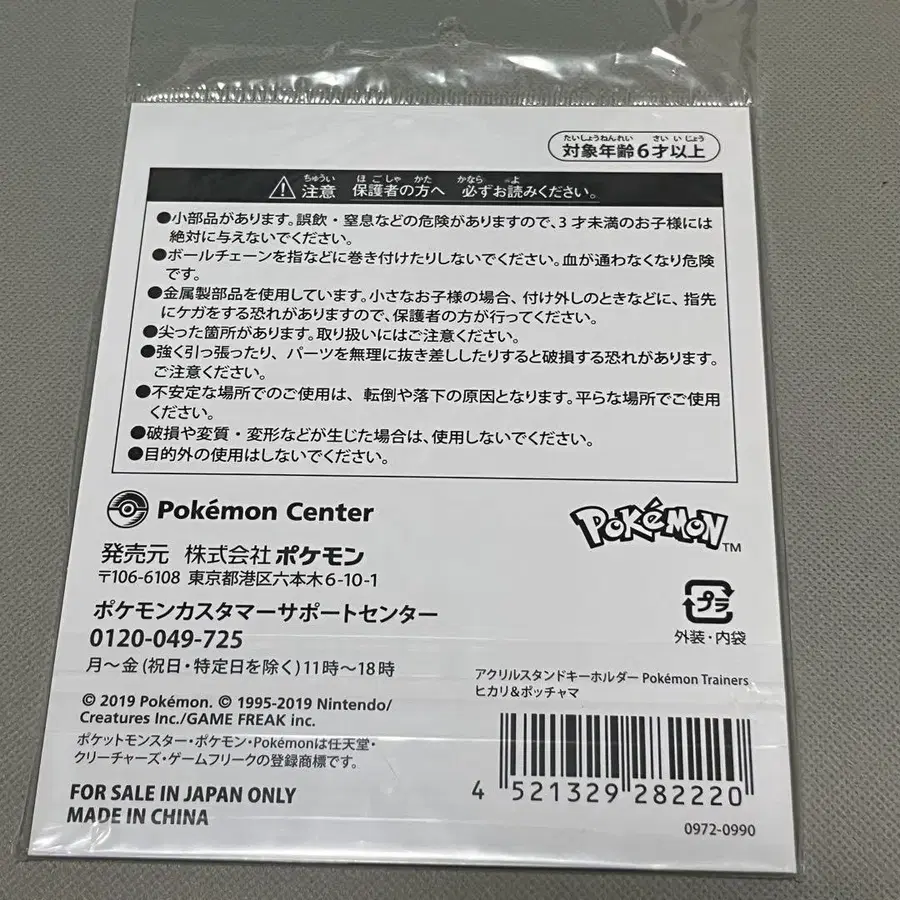 たいしょうねんれい さい いじょう
対象年齢6才以上
ちゅうい ほごしゃ かた かなら よ
注意 保護者の方へ 必ずお読みください。
●小部品があります。誤飲・窒息などの危険がありますので、3才未満のお子様には
絶対に与えないでください。
●ボールチェーンを指などに巻き付けたりしないでください。血が通わなくなり危険
です。
●金属製部品を使用しています。小さなお子様の場合、付け外しのときなどに、指先
にケガをする恐れがありますので、保護者の方が行ってください。
●尖った箇所があります。取り扱いにはご注意ください。
●強く引っ張ったり、パーツを無理に抜き差ししたりすると破損する恐れがあります。
ご注意ください。
●不安定な場所でのご使用は、転倒や落下の原因となります。平らな場所でご使用
ください。
●破損や変質・変形などが生じた場合は、使用しないでください。
●目的外の使用はしないでください。
Pokémon Center
POKéMON™
発売元 株式会社ポケモン
〒106-6108 東京都港区六本木6-10-1
ポケモンカスタマーサポートセンター
0120-049-725
月～金(祝日・特定日を除く)11時～18時
プラ
外装・内袋
アクリルスタンドキーホルダー Pokémon Trainers
ヒカリ&ポッチャマ
© 2019 Pokémon. © 1995-2019 Nintendo/
Creatures Inc./GAME FREAK inc.
ポケットモンスター・ポケモン・Pokémonは任天堂・
クリーチャーズ・ゲームフリークの登録商標です。
FOR SALE IN JAPAN ONLY
MADE IN CHINA
4 521329 282220
0972-0990